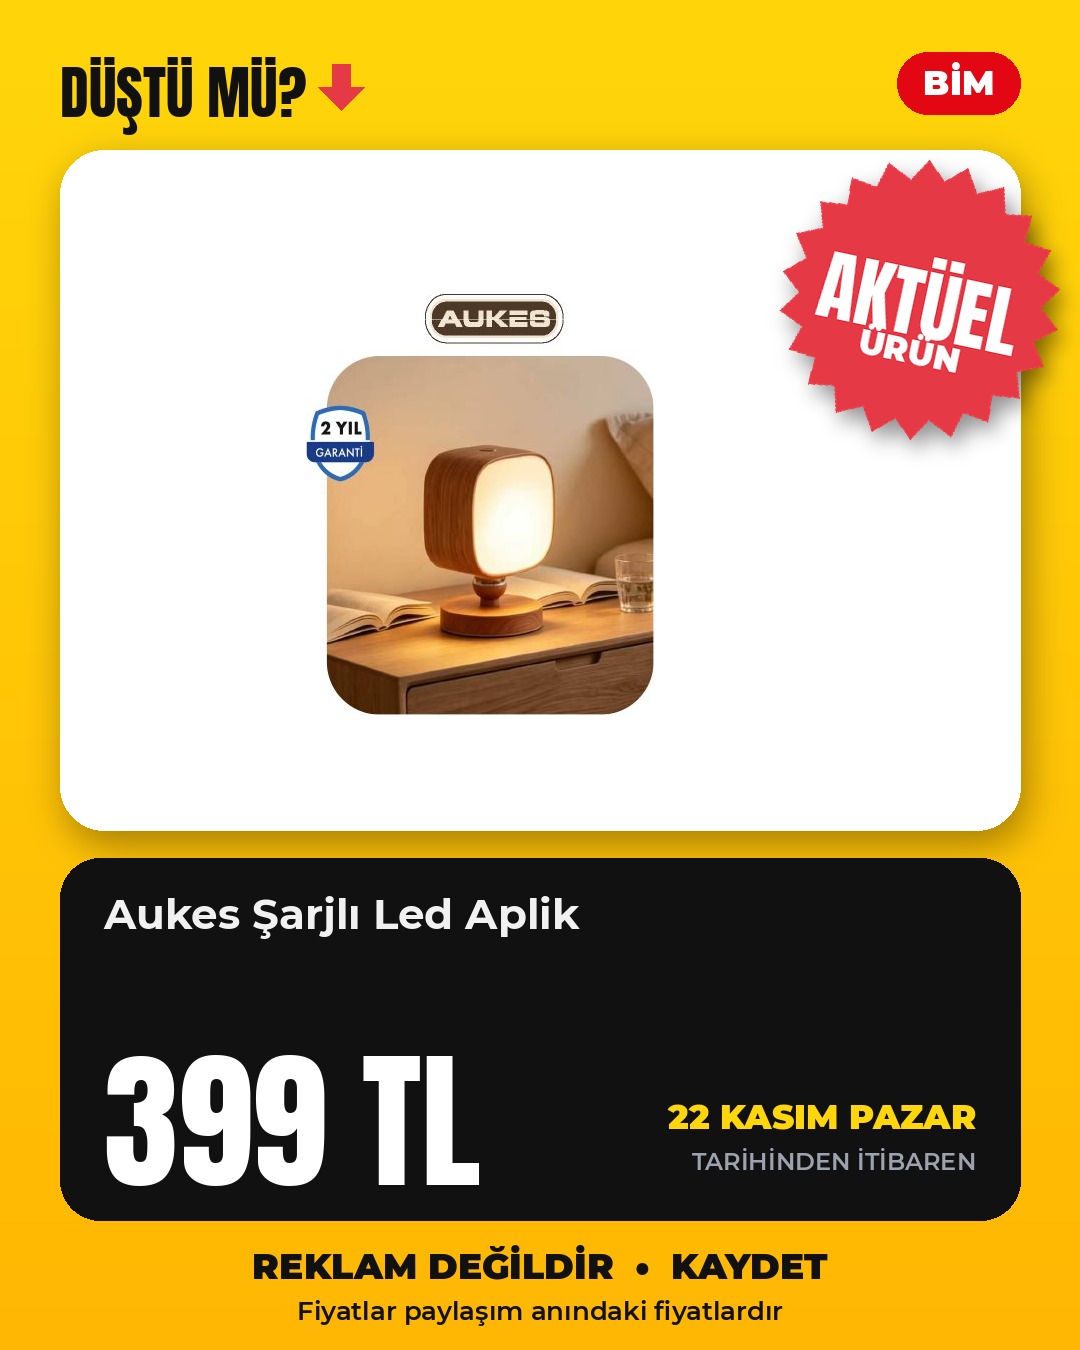 DÜŞTÜ MÜ?
BİM
AKTÜEL
ÜRÜN
AUKES
2 YIL
GARANTİ
Aukes Şarjlı Led Aplik
399 TL
22 KASIM PAZAR
TARİHİNDEN İTİBAREN
REKLAM DEĞİLDİR • KAYDET
Fiyatlar paylaşım anındaki fiyatlardır